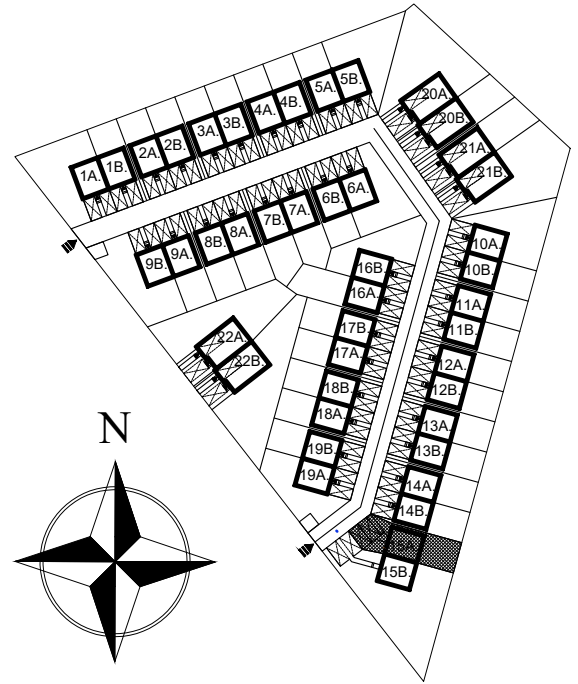 1A. 1B. 2A. 2B. 3A. 3B. 4A. 4B. 5A. 5B.
20A.
20B.
21A.
21B.
9B. 9A. 8B. 8A. 7B. 7A. 6B. 6A.
10A.
10B.
11A.
11B.
12A.
12B.
13A.
13B.
14A.
14B.
15B.
16B.
16A.
17B.
17A.
18B.
18A.
19B.
19A.
22A.
22B.
N